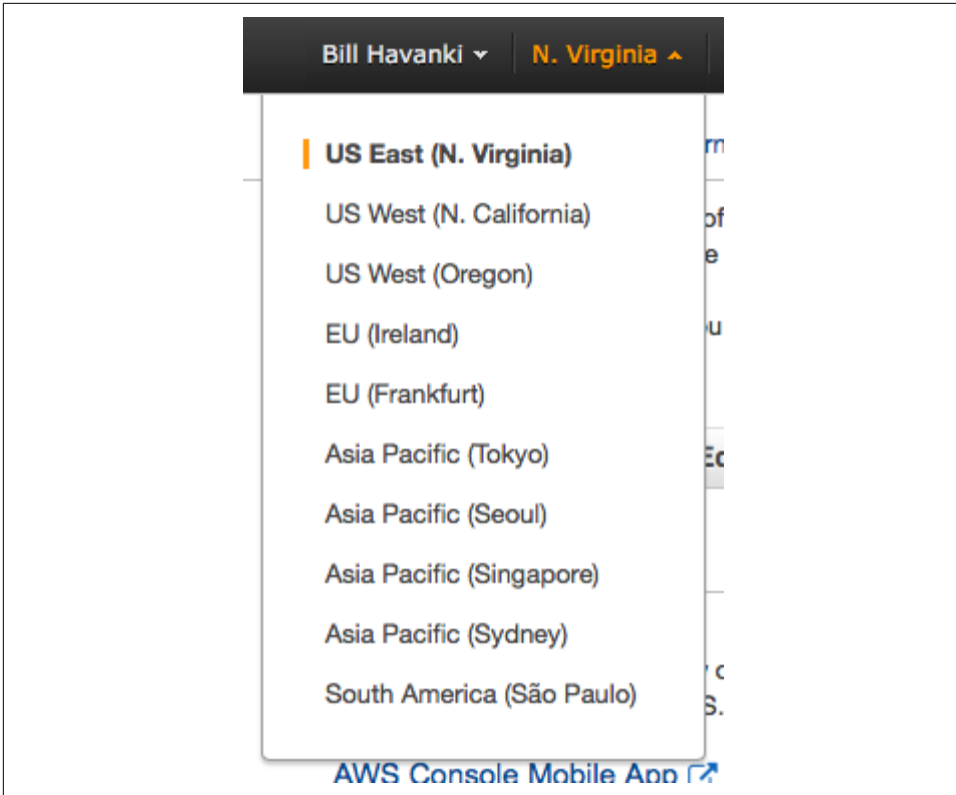 Bill Havanki N. Virginia
US East (N. Virginia)
US West (N. California)
US West (Oregon)
EU (Ireland)
EU (Frankfurt)
Asia Pacific (Tokyo)
Asia Pacific (Seoul)
Asia Pacific (Singapore)
Asia Pacific (Sydney)
South America (São Paulo)
AWS Console Mobile App